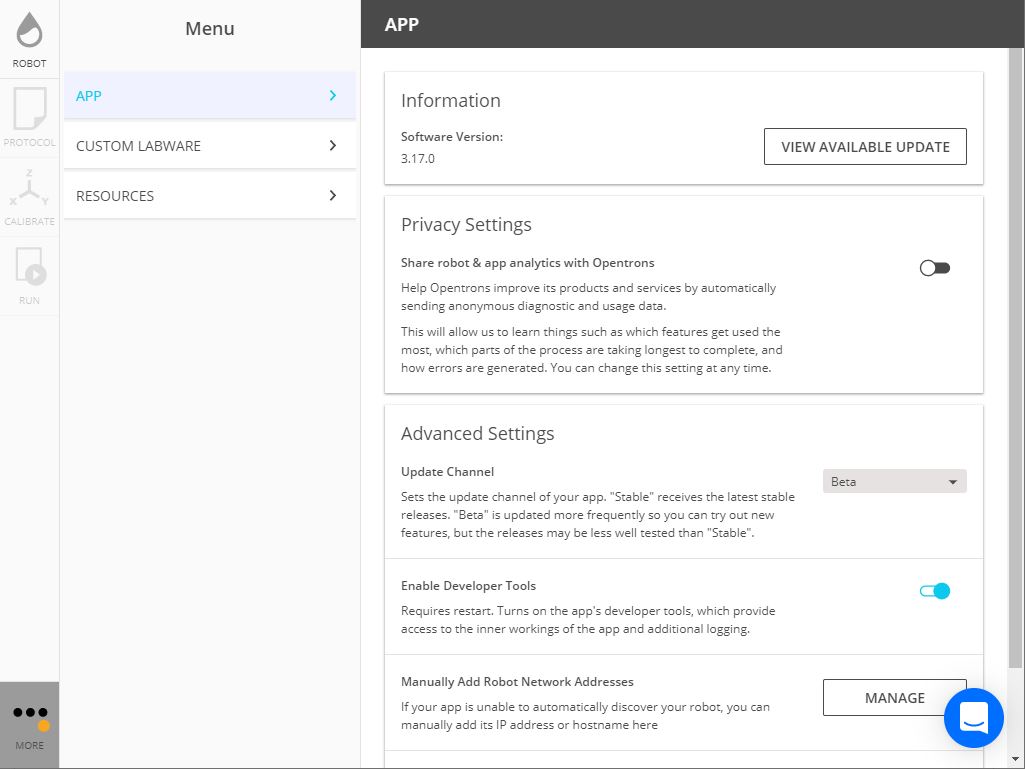 ROBOT
PROTOCOL
Z
X
Y
CALIBRATE
RUN
MORE
Menu
APP
CUSTOM LABWARE
RESOURCES
APP
Information
Software Version:
3.17.0
VIEW AVAILABLE UPDATE
Privacy Settings
Share robot & app analytics with Opentrons
Help Opentrons improve its products and services by automatically
sending anonymous diagnostic and usage data.
This will allow us to learn things such as which features get used the
most, which parts of the process are taking longest to complete, and
how errors are generated. You can change this setting at any time.
Advanced Settings
Update Channel
Beta
Sets the update channel of your app. "Stable" receives the latest stable
releases. "Beta" is updated more frequently so you can try out new
features, but the releases may be less well tested than "Stable".
Enable Developer Tools
Requires restart. Turns on the app's developer tools, which provide
access to the inner workings of the app and additional logging.
Manually Add Robot Network Addresses
If your app is unable to automatically discover your robot, you can
manually add its IP address or hostname here
MANAGE